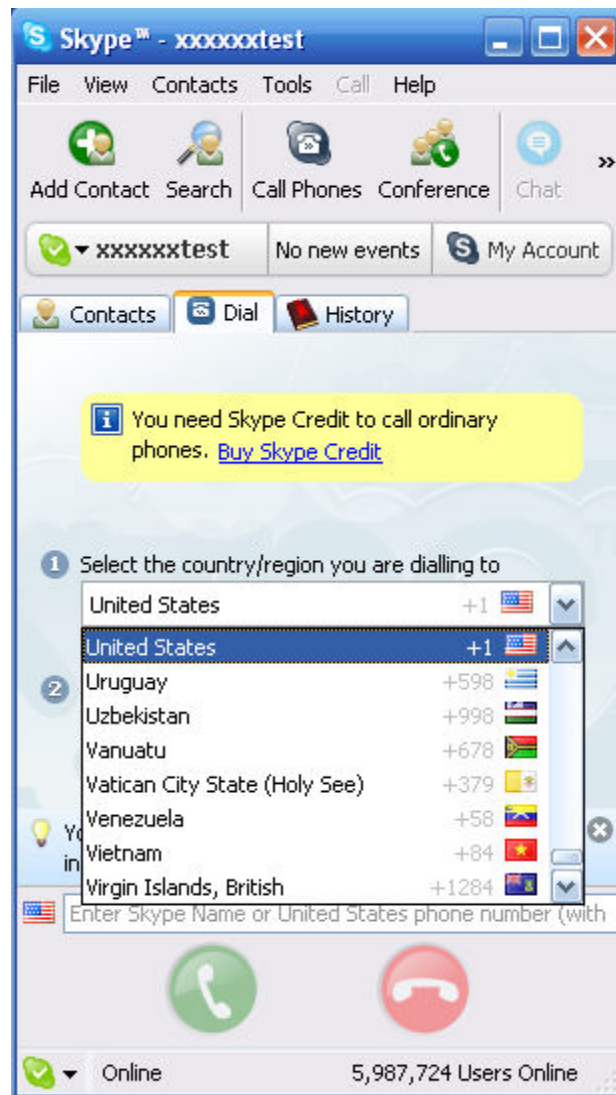 Skype™ - xxxxxxtest
File View Contacts Tools Call Help
Add Contact Search Call Phones Conference Chat »
xxxxxxtest No new events My Account
Contacts Dial History
You need Skype Credit to call ordinary
phones. Buy Skype Credit
1 Select the country/region you are dialling to
United States +1
United States +1
2
Uruguay +598
Uzbekistan +998
Vanuatu +678
Vatican City State (Holy See) +379
Venezuela +58
Vietnam +84
in
Virgin Islands, British +1284
Enter Skype Name or United States phone number (with
Online 5,987,724 Users Online